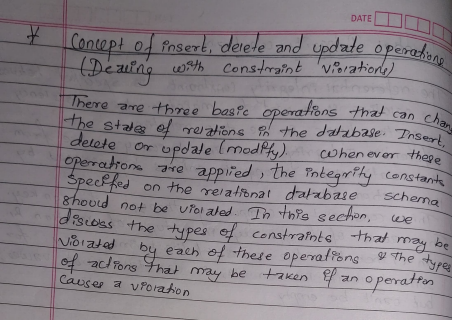 DATE
* Concept of insert, delete and update operations
(Dealing with constraint violations)
There are three basic operations that can chan
the states of relations in the database. Insert,
delete or update (modify). Whenever these
operations are applied, the integrity constants
specified on the relational database schema
should not be violated. In this section, we
discuss the types of constraints that may be
violated by each of these operations & the types
of actions that may be taken if an operation
causes a violation